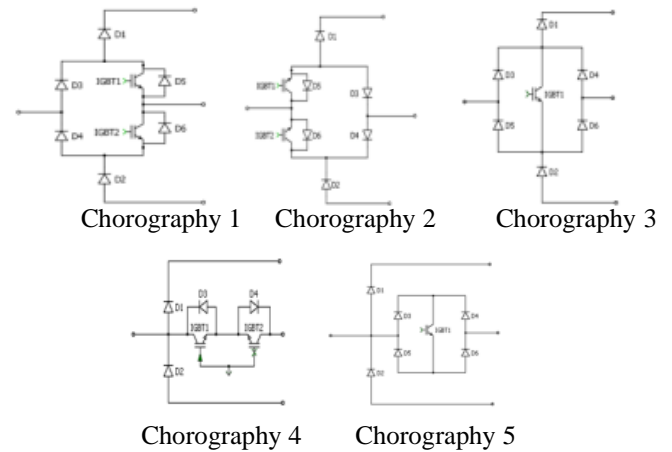 D1
D3
IGBT1
D5
D4
IGBT2
D6
D2
Chorography 1
D1
IGBT1
D5
D3
IGBT2
D6
D4
D2
Chorography 2
D1
D3
D4
IGBT1
D5
D6
D2
Chorography 3
D3
D4
D1
IGBT1
IGBT2
D2
Chorography 4
D1
D3
D4
IGBT1
D2
D5
D6
Chorography 5